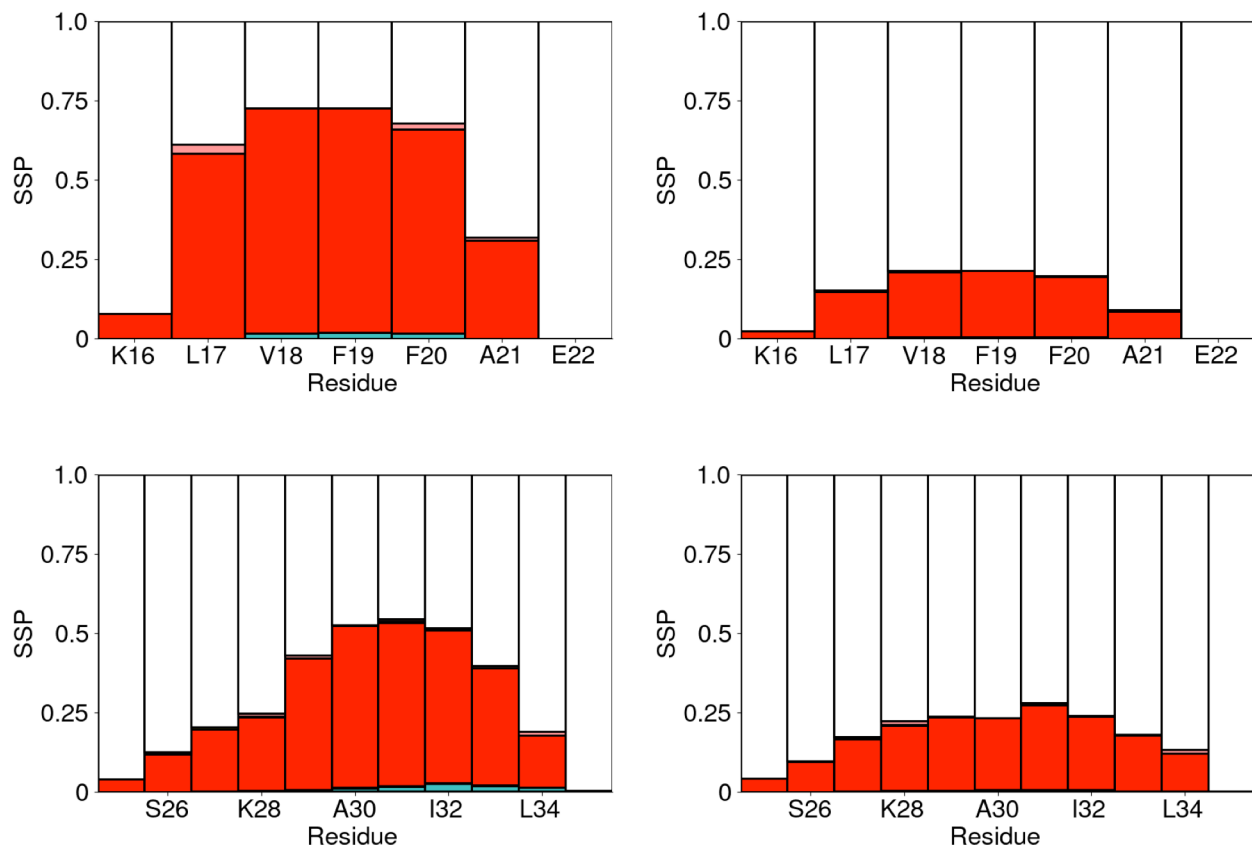 1.0 1.0
0.75 0.75
SSP SSP
0.5 0.5
0.25 0.25
0 0
K16 L17 V18 F19 F20 A21 E22 K16 L17 V18 F19 F20 A21 E22
Residue Residue
1.0 1.0
0.75 0.75
SSP SSP
0.5 0.5
0.25 0.25
0 0
S26 K28 A30 I32 L34 S26 K28 A30 I32 L34
Residue Residue